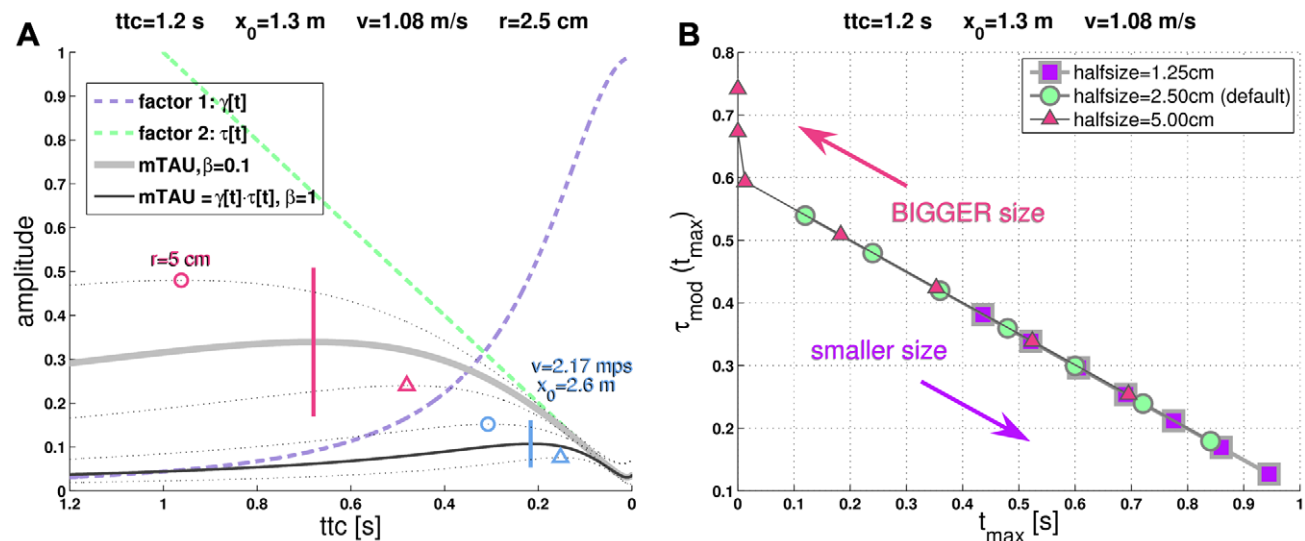 ttc=1.2 s x₀=1.3 m v=1.08 m/s r=2.5 cm
A
1
0.9
0.8
0.7
0.6
0.5
0.4
0.3
0.2
0.1
0
amplitude
factor 1: γ[t]
factor 2: τ[t]
mTAU, β=0.1
mTAU = γ[t]·τ[t], β=1
r=5 cm
v=2.17 mps
x₀=2.6 m
1.2 1 0.8 0.6 0.4 0.2 0
ttc [s]
ttc=1.2 s x₀=1.3 m v=1.08 m/s
B
0.8
0.7
0.6
0.5
0.4
0.3
0.2
0.1
τmod (tmax)
halfsize=1.25cm
halfsize=2.50cm (default)
halfsize=5.00cm
BIGGER size
smaller size
0 0.1 0.2 0.3 0.4 0.5 0.6 0.7 0.8 0.9 1
tmax [s]